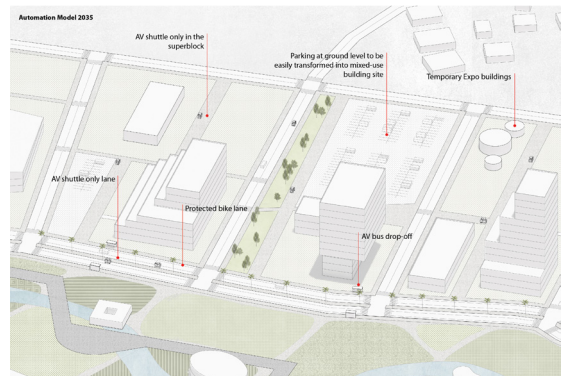 Automation Model 2035
AV shuttle only in the
superblock
Parking at ground level to be
easily transformed into mixed-use
building site
Temporary Expo buildings
AV shuttle only lane
Protected bike lane
AV bus drop-off